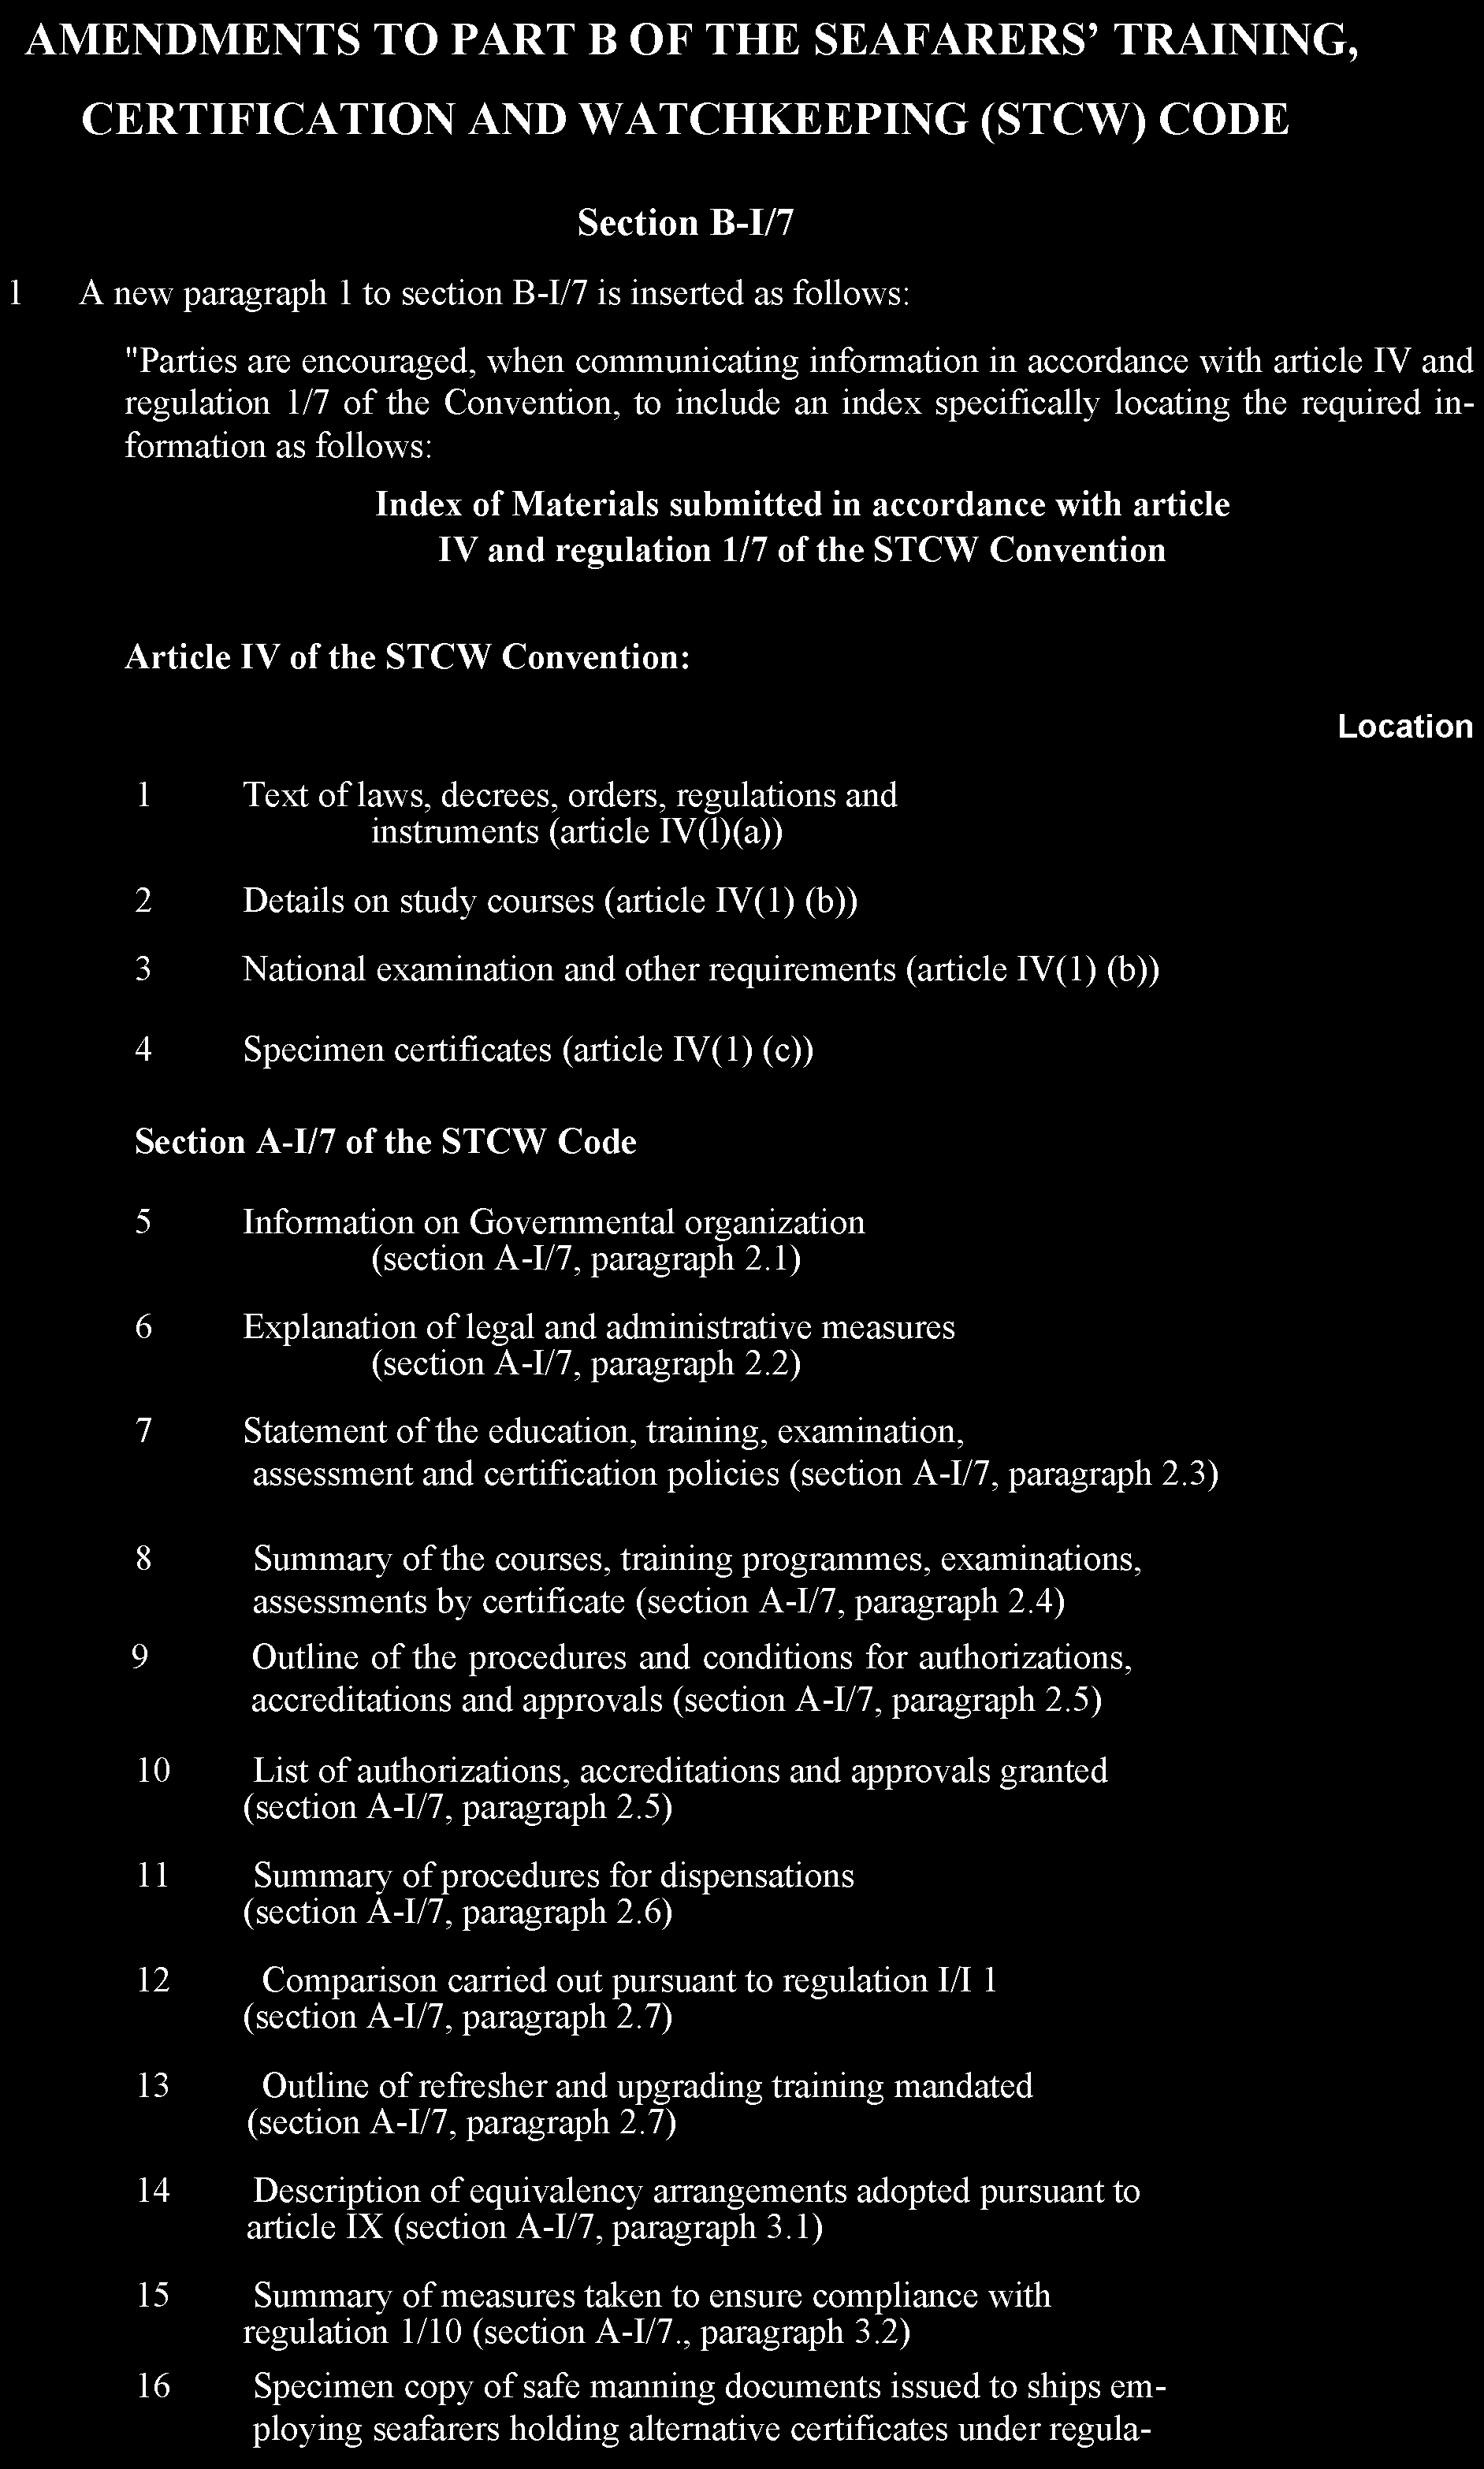 AMENDMENTS TO PART B OF THE SEAFARERS’ TRAINING,
CERTIFICATION AND WATCHKEEPING (STCW) CODE
Section B-I/7
1 A new paragraph 1 to section B-I/7 is inserted as follows:
"Parties are encouraged, when communicating information in accordance with article IV and
regulation 1/7 of the Convention, to include an index specifically locating the required in-
formation as follows:
Index of Materials submitted in accordance with article
IV and regulation 1/7 of the STCW Convention
Article IV of the STCW Convention:
Location
1 Text of laws, decrees, orders, regulations and
instruments (article IV(l)(a))
2 Details on study courses (article IV(1) (b))
3 National examination and other requirements (article IV(1) (b))
4 Specimen certificates (article IV(1) (c))
Section A-I/7 of the STCW Code
5 Information on Governmental organization
(section A-I/7, paragraph 2.1)
6 Explanation of legal and administrative measures
(section A-I/7, paragraph 2.2)
7 Statement of the education, training, examination,
assessment and certification policies (section A-I/7, paragraph 2.3)
8 Summary of the courses, training programmes, examinations,
assessments by certificate (section A-I/7, paragraph 2.4)
9 Outline of the procedures and conditions for authorizations,
accreditations and approvals (section A-I/7, paragraph 2.5)
10 List of authorizations, accreditations and approvals granted
(section A-I/7, paragraph 2.5)
11 Summary of procedures for dispensations
(section A-I/7, paragraph 2.6)
12 Comparison carried out pursuant to regulation I/I 1
(section A-I/7, paragraph 2.7)
13 Outline of refresher and upgrading training mandated
(section A-I/7, paragraph 2.7)
14 Description of equivalency arrangements adopted pursuant to
article IX (section A-I/7, paragraph 3.1)
15 Summary of measures taken to ensure compliance with
regulation 1/10 (section A-I/7., paragraph 3.2)
16 Specimen copy of safe manning documents issued to ships em-
ploying seafarers holding alternative certificates under regula-